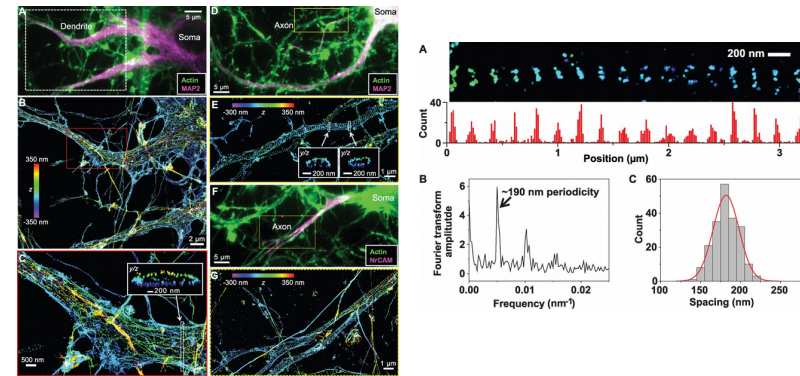 A
5 µm
Dendrite
Soma
Actin
MAP2
B
350 nm
z
-350 nm
2 µm
C
y/z
200 nm
500 nm
D
Axon
Soma
5 µm
Actin
MAP2
E
-300 nm z 350 nm
y/z
200 nm
y/z
200 nm
1 µm
F
Soma
Axon
5 µm
Actin
NrCAM
G
-300 nm z 350 nm
1 µm
A
200 nm
40
0
Count
0 1 2 3
Position (µm)
B
~190 nm periodicity
Fourier transform
amplitutde
6
4
2
0
0.00 0.01 0.02
Frequency (nm⁻¹)
C
Count
60
40
20
0
100 150 200 250
Spacing (nm)